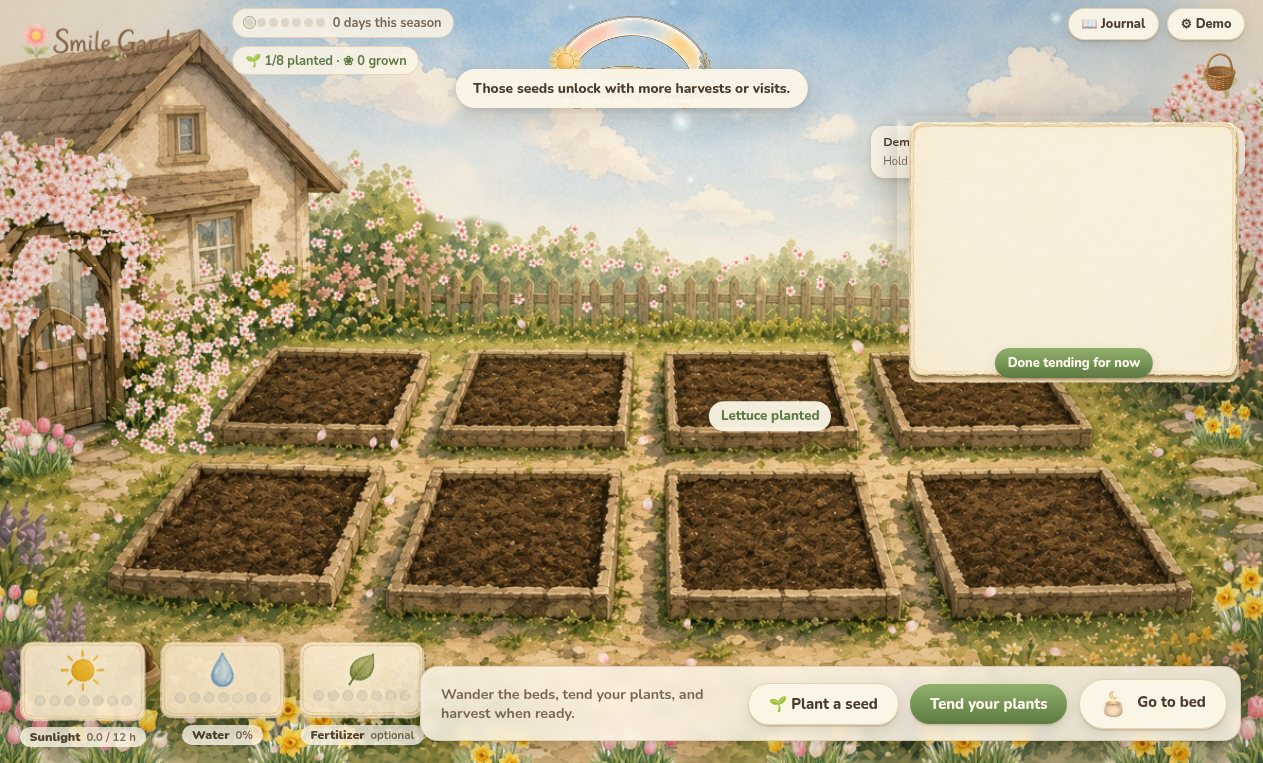 Smile Garde
0 days this season
1/8 planted · 0 grown
Journal
Demo
Those seeds unlock with more harvests or visits.
Dem
Hold
Done tending for now
Lettuce planted
Sunlight 0.0 / 12 h
Water 0%
Fertilizer optional
Wander the beds, tend your plants, and
harvest when ready.
Plant a seed
Tend your plants
Go to bed